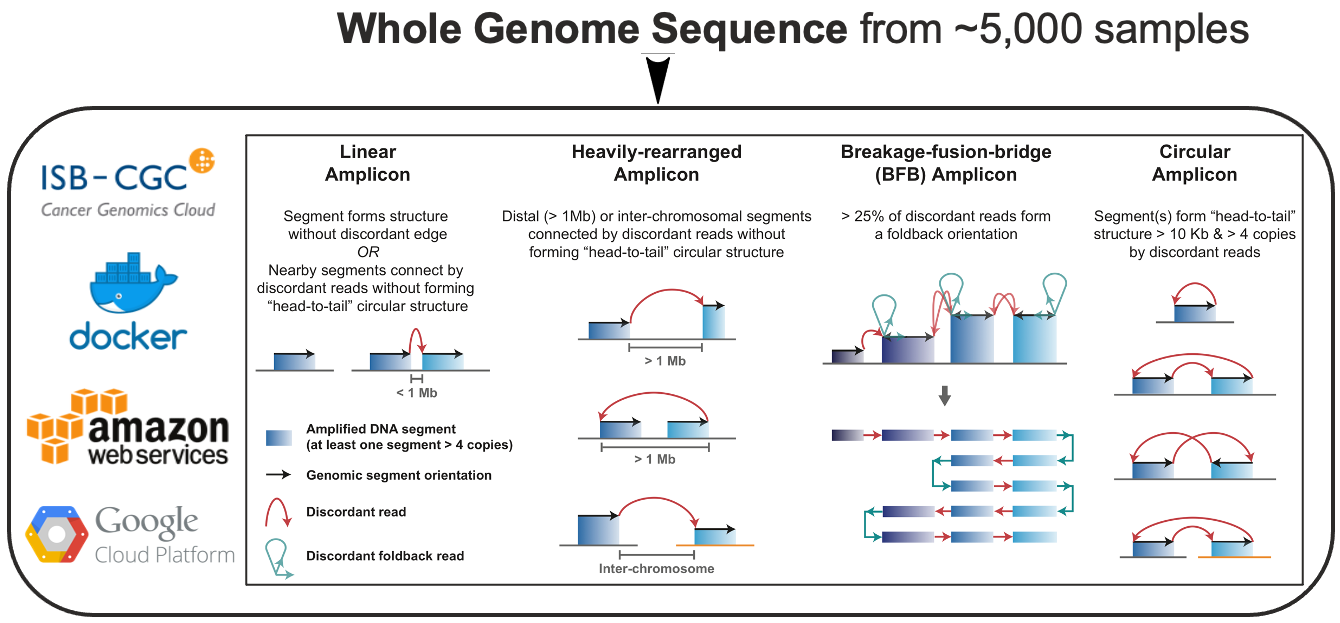 Whole Genome Sequence from ~5,000 samples
ISB-CGC
Cancer Genomics Cloud
docker
amazon
web services
Google
Cloud Platform
Linear
Amplicon
Segment forms structure
without discordant edge
OR
Nearby segments connect by
discordant reads without forming
“head-to-tail” circular structure
< 1 Mb
Amplified DNA segment
(at least one segment > 4 copies)
Genomic segment orientation
Discordant read
Discordant foldback read
Heavily-rearranged
Amplicon
Distal (> 1Mb) or inter-chromosomal segments
connected by discordant reads without
forming “head-to-tail” circular structure
> 1 Mb
> 1 Mb
Inter-chromosome
Breakage-fusion-bridge
(BFB) Amplicon
> 25% of discordant reads form
a foldback orientation
Circular
Amplicon
Segment(s) form “head-to-tail”
structure > 10 Kb & > 4 copies
by discordant reads